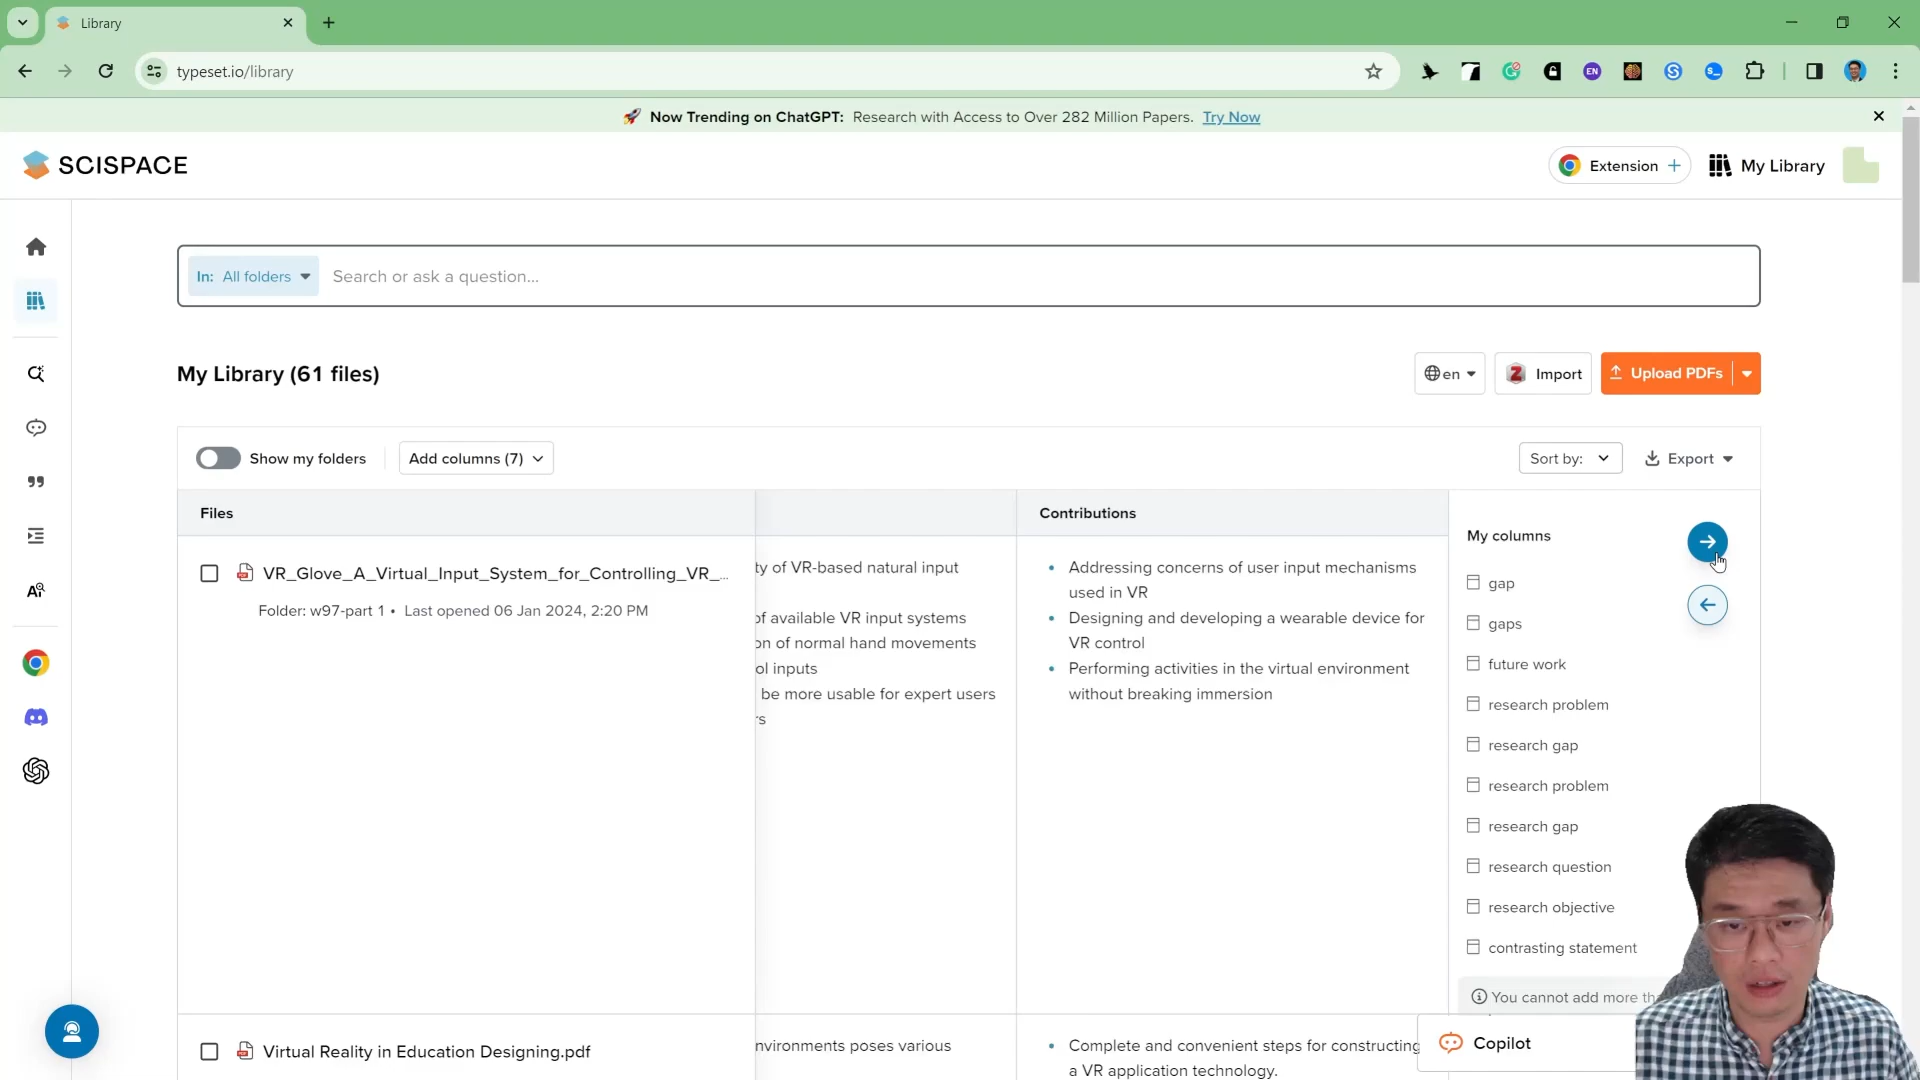 Library
typeset.io/library
EN
Now Trending on ChatGPT: Research with Access to Over 282 Million Papers. Try Now
SCISPACE
Extension +
My Library
In: All folders
Search or ask a question...
My Library (61 files)
en
Z Import
Upload PDFs
Show my folders
Add columns (7)
Sort by:
Export
Files
Contributions
VR_Glove_A_Virtual_Input_System_for_Controlling_VR_...
Folder: w97-part 1 • Last opened 06 Jan 2024, 2:20 PM
ty of VR-based natural input
of available VR input systems
on of normal hand movements
ol inputs
be more usable for expert users
rs
• Addressing concerns of user input mechanisms
used in VR
• Designing and developing a wearable device for
VR control
• Performing activities in the virtual environment
without breaking immersion
My columns
gap
gaps
future work
research problem
research gap
research problem
research gap
research question
research objective
contrasting statement
You cannot add more
Virtual Reality in Education Designing.pdf
nvironments poses various
• Complete and convenient steps for constructing
a VR application technology.
Copilot